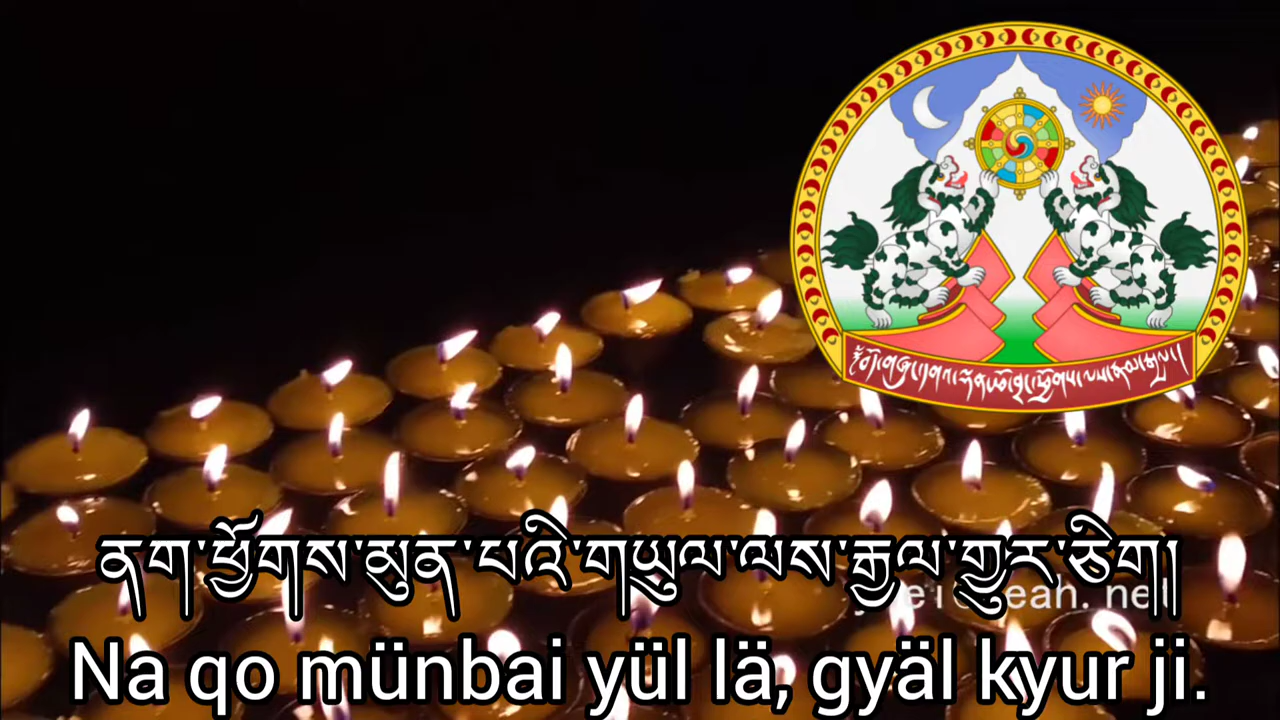 ནག་ཕྱོགས་མུན་པའི་གཡུལ་ལས་རྒྱལ་གྱུར་ཅིག།
Na qo münbai yül lä, gyäl kyur ji.